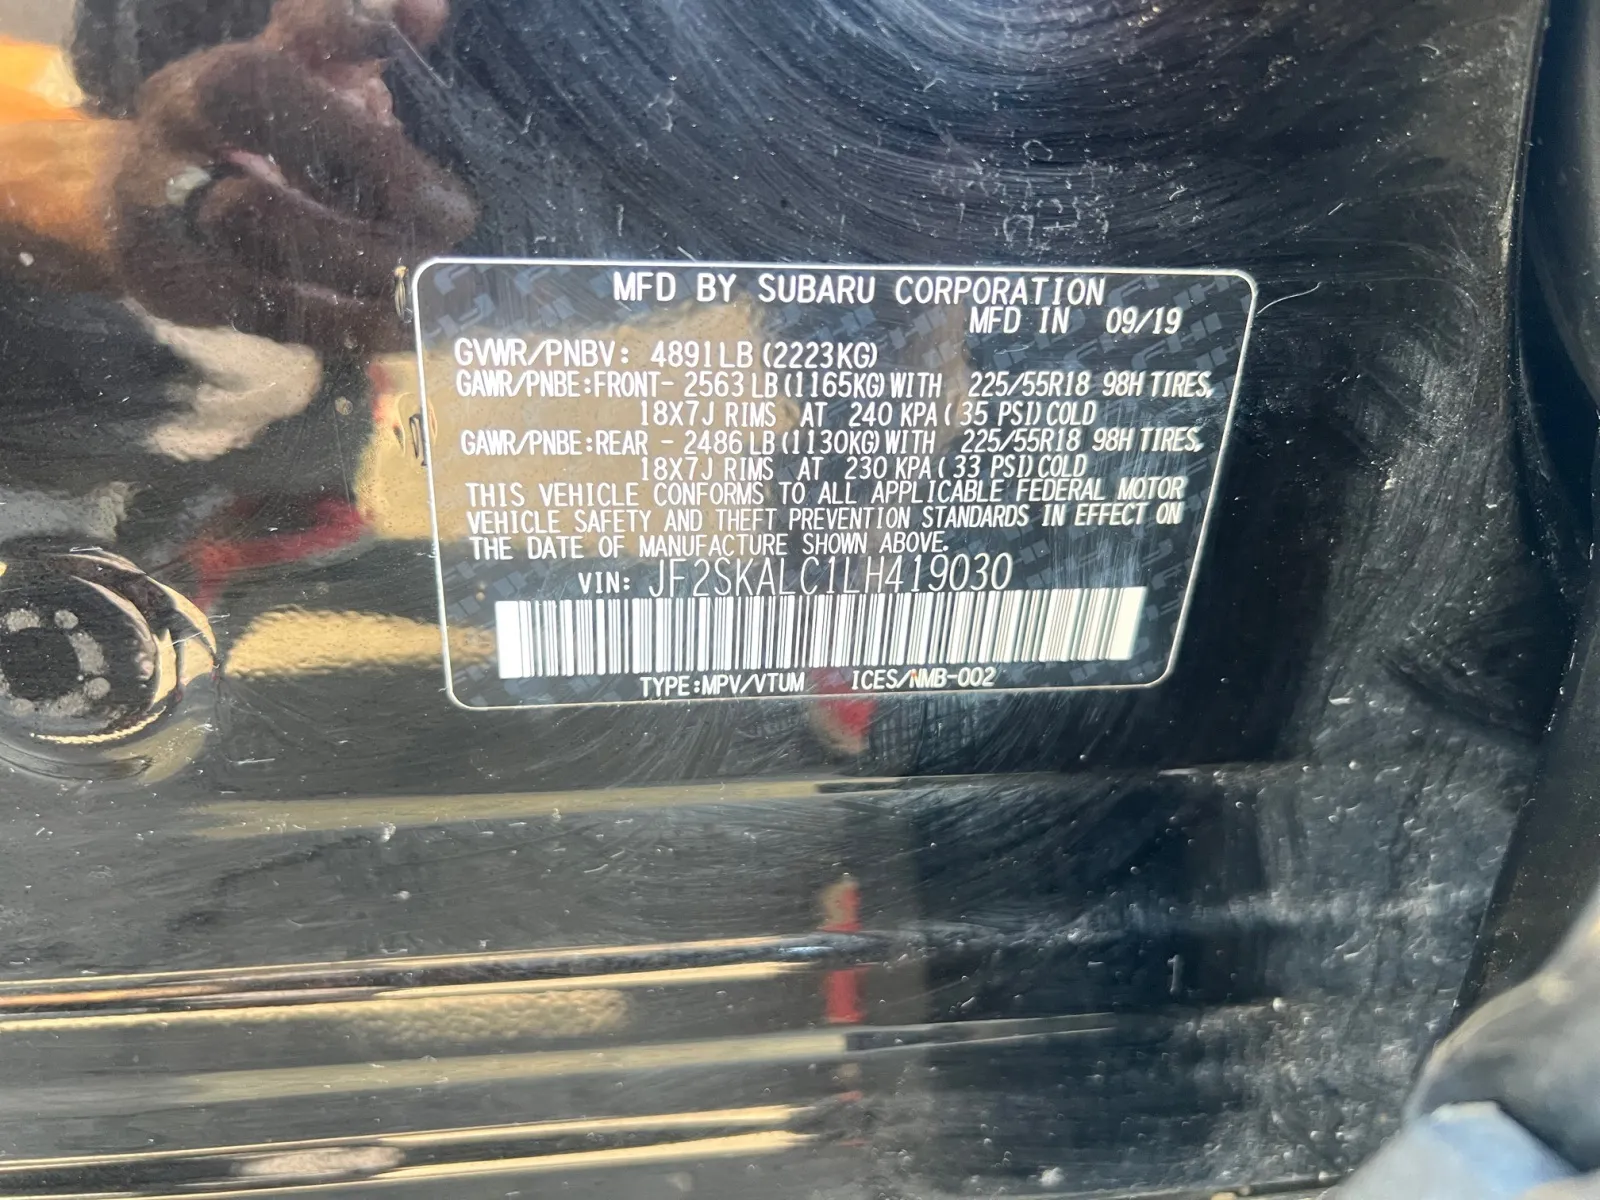 MFD BY SUBARU CORPORATION
MFD IN 09/19
GVWR/PNBV: 4891LB(2223KG)
GAWR/PNBE:FRONT- 2563 LB(1165KG)WITH 225/55R18 98H TIRES,
18X7J RIMS AT 240 KPA(35 PSI)COLD
GAWR/PNBE:REAR - 2486 LB(1130KG)WITH 225/55R18 98H TIRES,
18X7J RIMS AT 230 KPA(33 PSI)COLD
THIS VEHICLE CONFORMS TO ALL APPLICABLE FEDERAL MOTOR
VEHICLE SAFETY AND THEFT PREVENTION STANDARDS IN EFFECT ON
THE DATE OF MANUFACTURE SHOWN ABOVE.
VIN: JF2SKALC1LH419030
TYPE:MPV/VTUM ICES/NMB-002